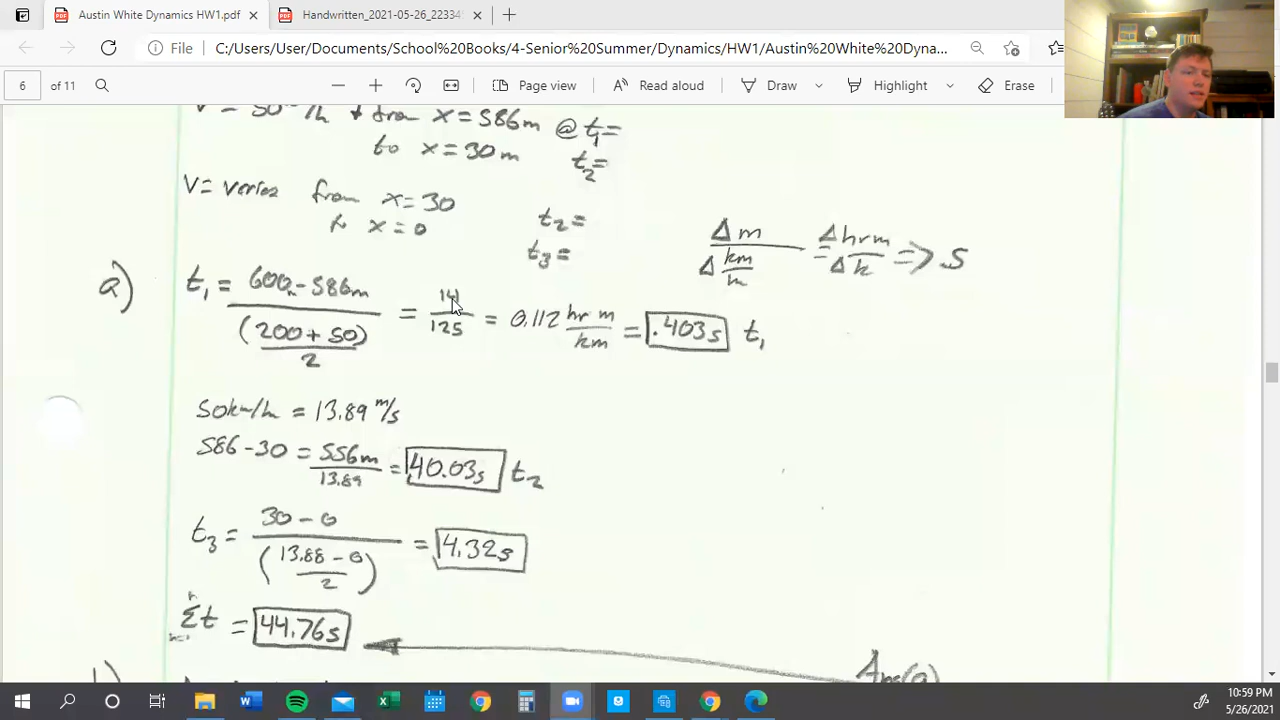 Austin White Dynamics HW1.pdf
Handwritten_2021-05-26_22334
File C:/Users/User/Documents/School%20Books/4-Senior%20Summer/Dynamics/HW1/Austin%20White%20Dyna...
6 of 11
Page view
Read aloud
Draw
Highlight
Erase
from x=586m @ t₁=
to x=30m t₂=
V= varies from x=30
to x=0
t₂=
t₃=
Δm / Δ km/h = Δhrm / Δk => S
a) t₁ = 600-586m / ((200+50)/2) = 14/125 = 0.112 hr m/km = .403s t₁
50km/h = 13.89 m/s
586-30 = 556m / 13.89 = 40.03s t₂
t₃ = 30-0 / ((13.88-0)/2) = 4.32s
Σt = 44.76s
Ans(a)
10:59 PM
5/26/2021